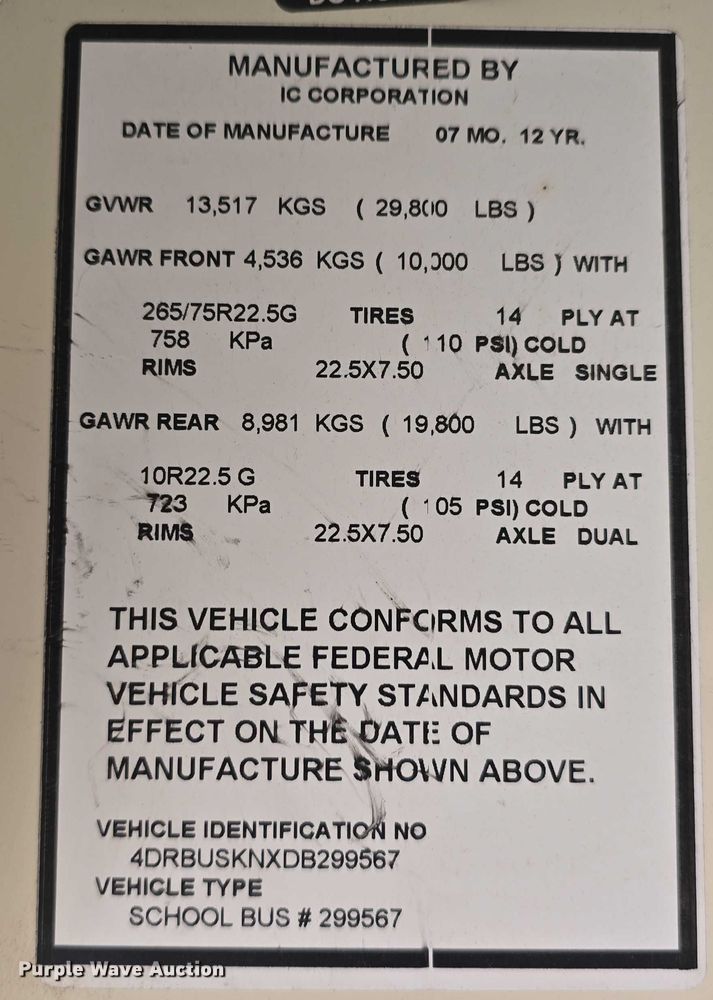 MANUFACTURED BY
IC CORPORATION
DATE OF MANUFACTURE 07 MO. 12 YR.
GVWR 13,517 KGS ( 29,800 LBS )
GAWR FRONT 4,536 KGS ( 10,000 LBS ) WITH
265/75R22.5G TIRES 14 PLY AT
758 KPa ( 110 PSI) COLD
RIMS 22.5X7.50 AXLE SINGLE
GAWR REAR 8,981 KGS ( 19,800 LBS ) WITH
10R22.5 G TIRES 14 PLY AT
723 KPa ( 105 PSI) COLD
RIMS 22.5X7.50 AXLE DUAL
THIS VEHICLE CONFORMS TO ALL
APPLICABLE FEDERAL MOTOR
VEHICLE SAFETY STANDARDS IN
EFFECT ON THE DATE OF
MANUFACTURE SHOWN ABOVE.
VEHICLE IDENTIFICATION NO
4DRBUSKNXDB299567
VEHICLE TYPE
SCHOOL BUS # 299567
Purple Wave Auction